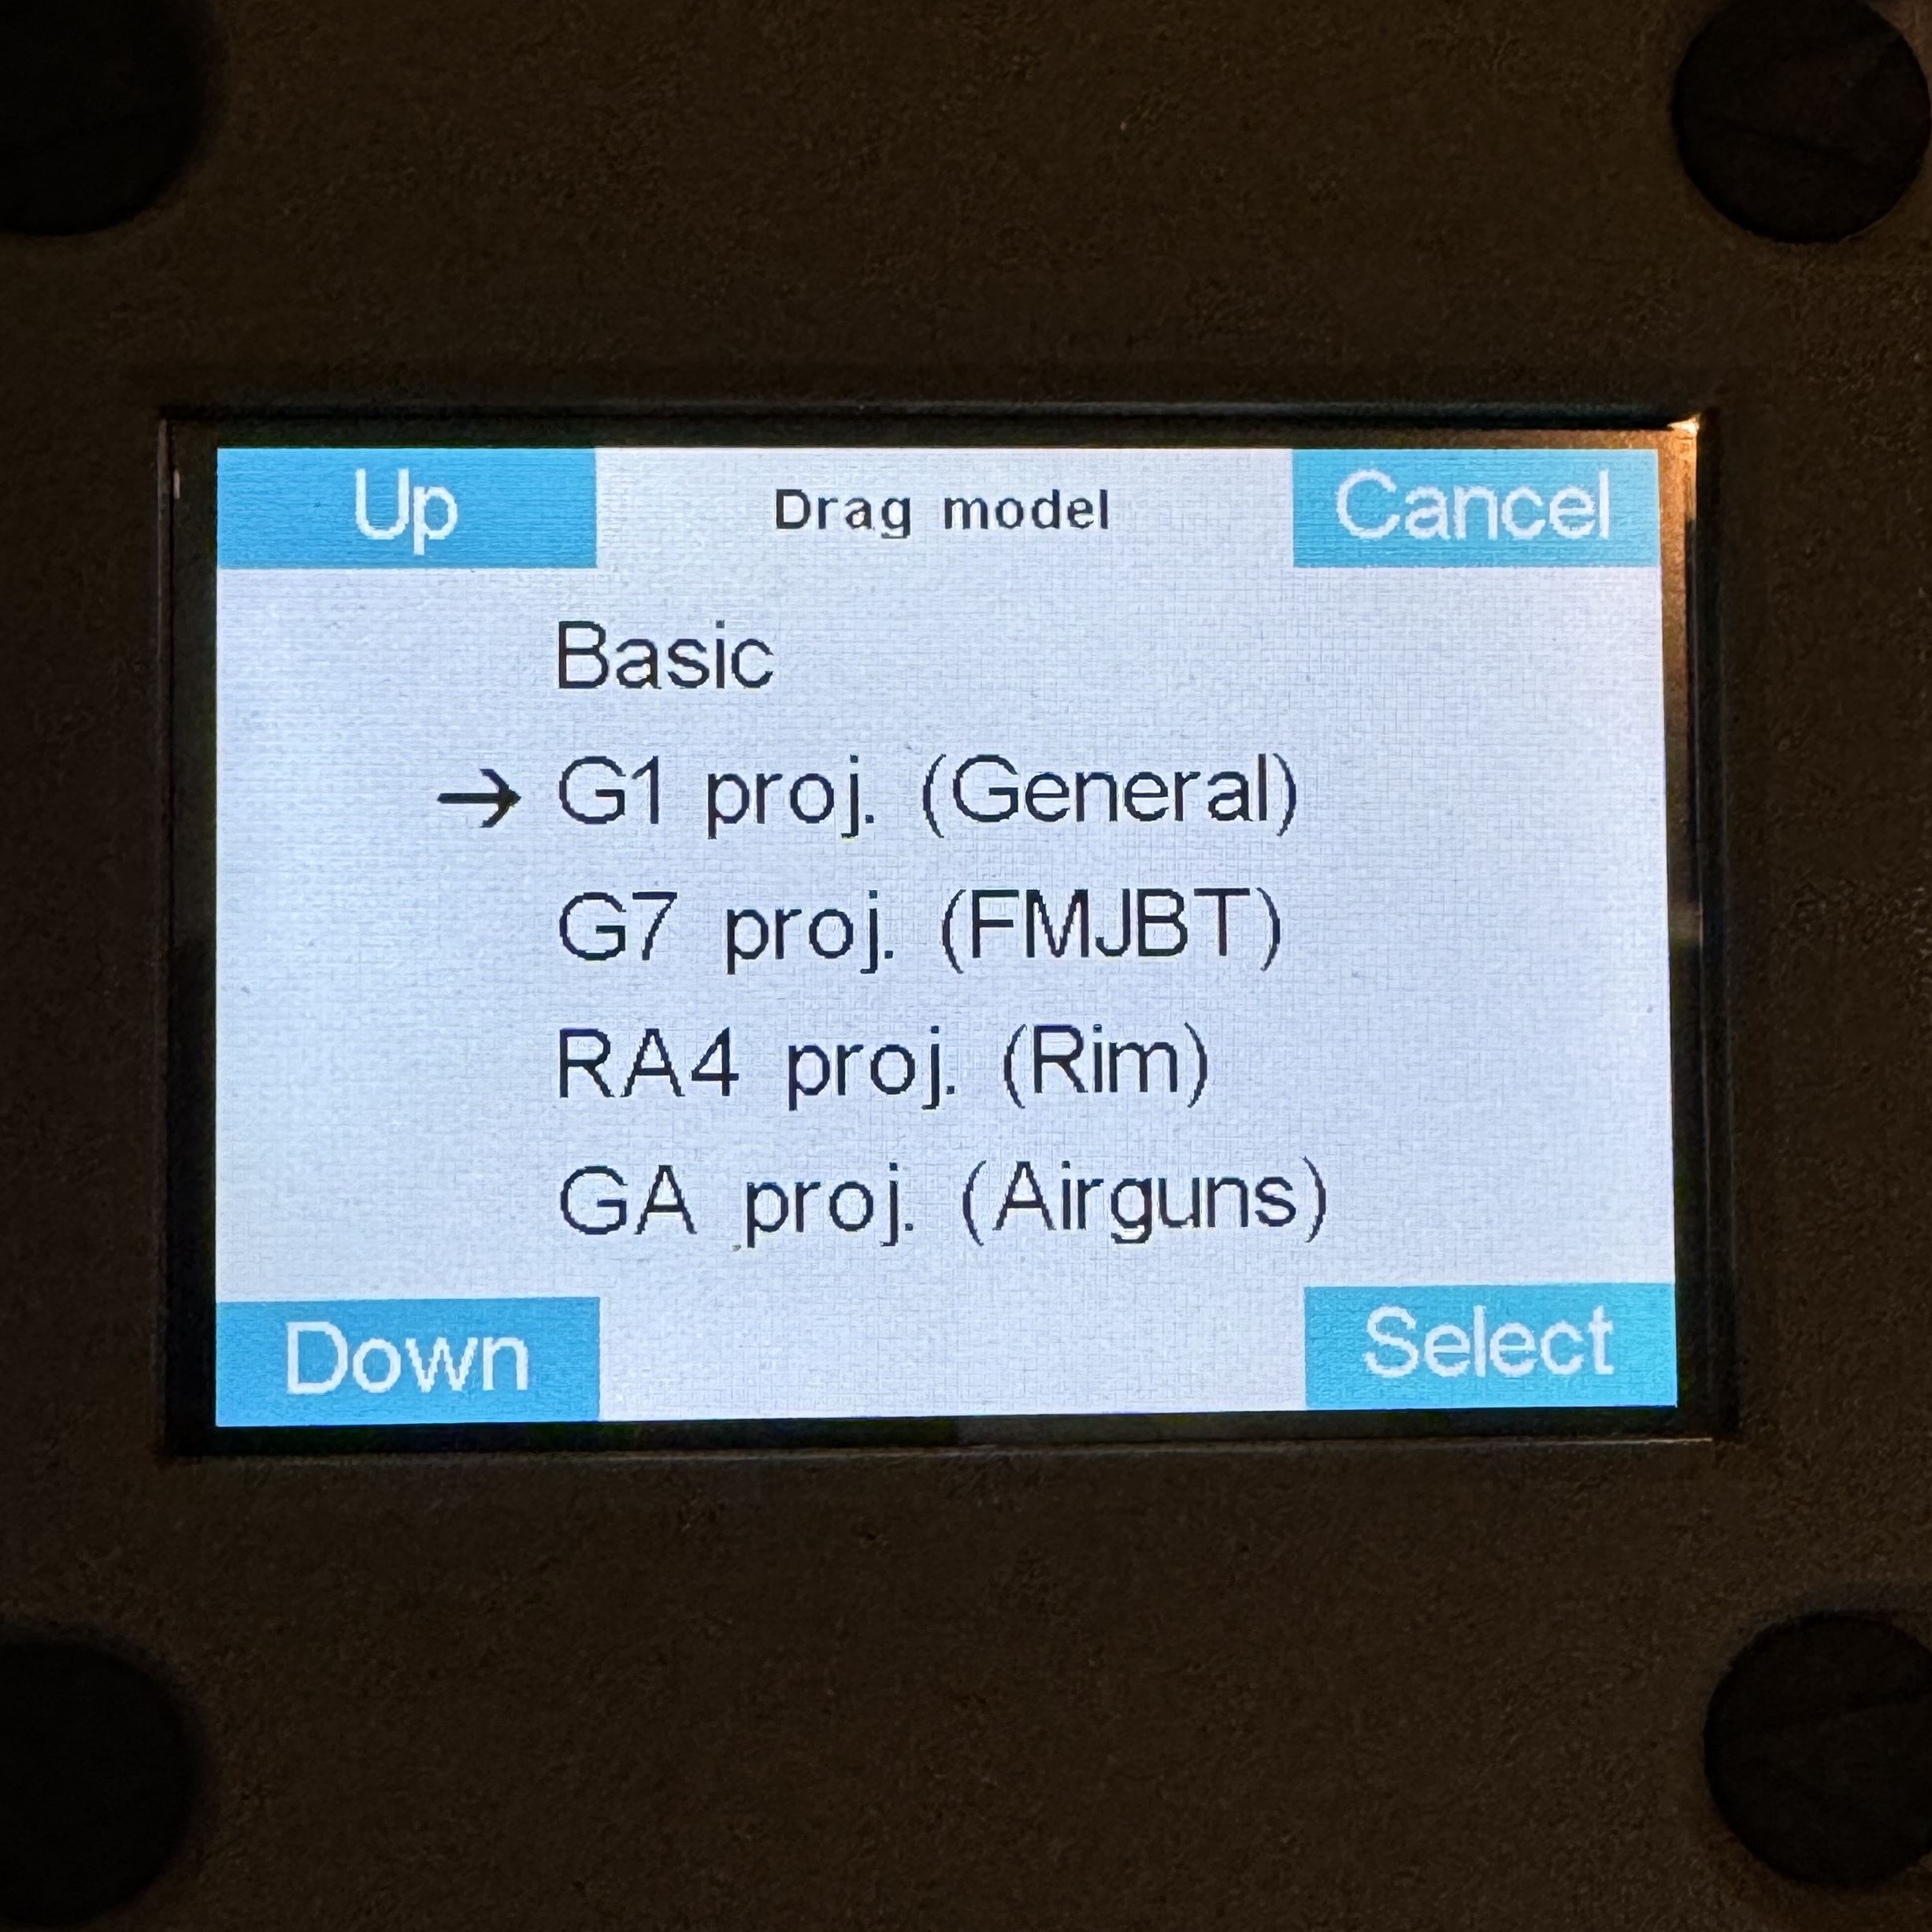 Up
Drag model
Cancel
Basic
→ G1 proj. (General)
G7 proj. (FMJBT)
RA4 proj. (Rim)
GA proj. (Airguns)
Down
Select